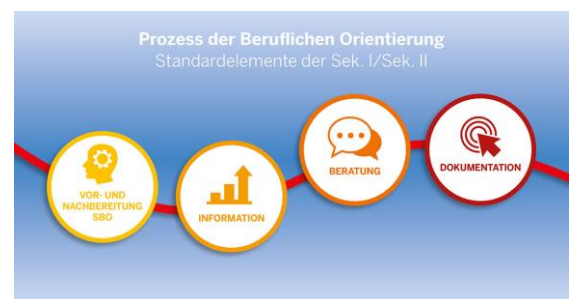 Prozess der Beruflichen Orientierung
Standardelemente der Sek. I/Sek. II
VOR- UND
NACHBEREITUNG
SBO
INFORMATION
BERATUNG
DOKUMENTATION